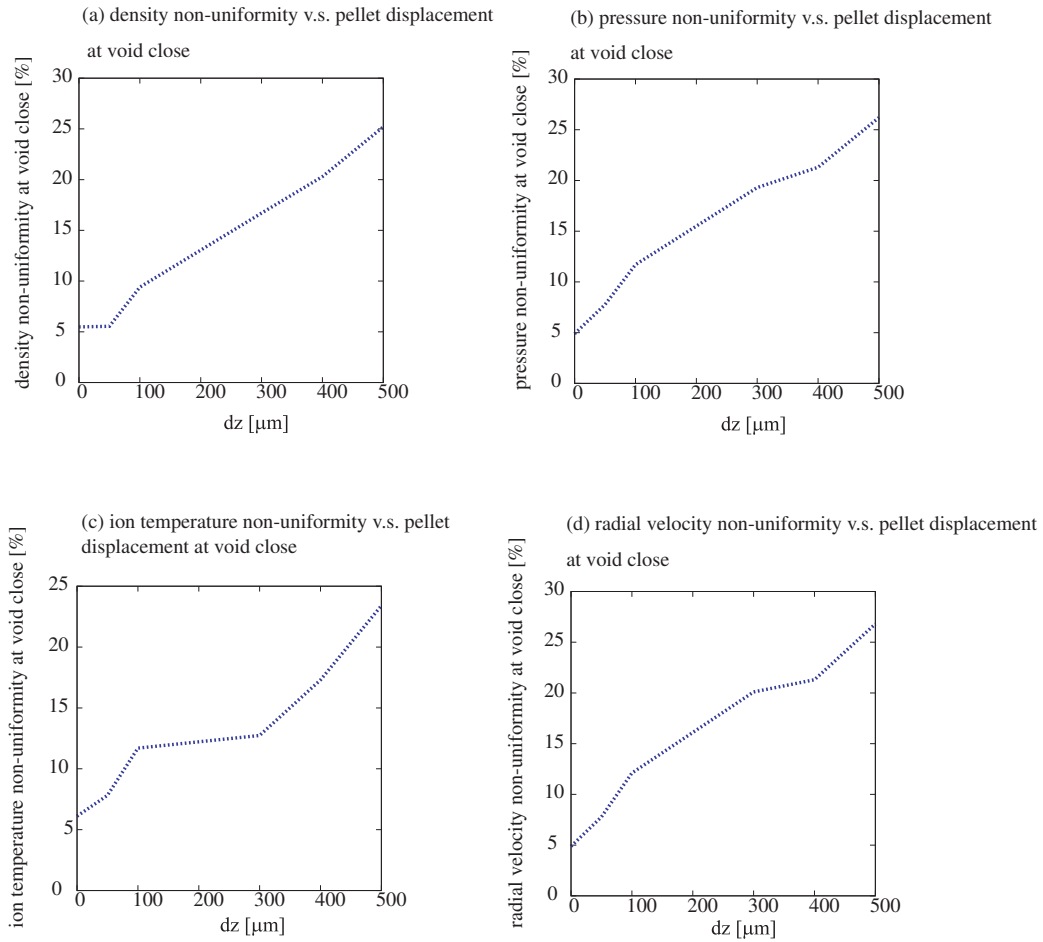 (a) density non-uniformity v.s. pellet displacement
at void close
density non-uniformity at void close [%]
30
25
20
15
10
5
0
0 100 200 300 400 500
dz [μm]
(b) pressure non-uniformity v.s. pellet displacement
at void close
pressure non-uniformity at void close [%]
30
25
20
15
10
5
0
0 100 200 300 400 500
dz [μm]
(c) ion temperature non-uniformity v.s. pellet
displacement at void close
ion temperature non-uniformity at void close [%]
25
20
15
10
5
0
0 100 200 300 400 500
dz [μm]
(d) radial velocity non-uniformity v.s. pellet displacement
at void close
radial velocity non-uniformity at void close [%]
30
25
20
15
10
5
0
0 100 200 300 400 500
dz [μm]